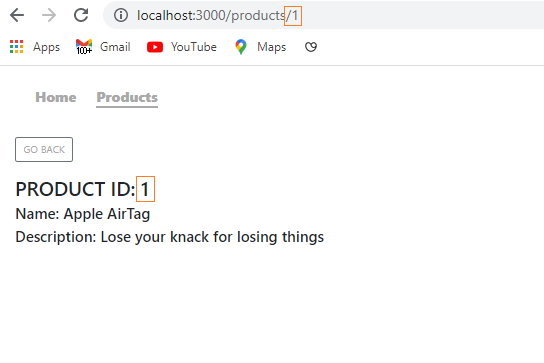 localhost:3000/products/1
Apps 100+ Gmail YouTube Maps
Home Products
GO BACK
PRODUCT ID: 1
Name: Apple AirTag
Description: Lose your knack for losing things